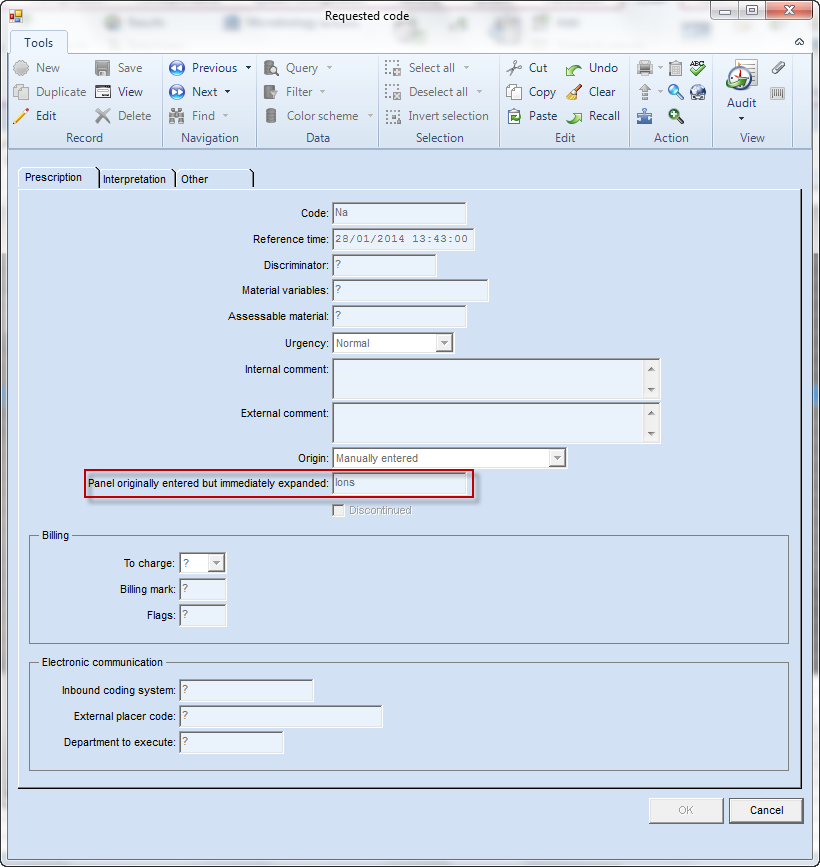 Requested code
Tools
New Save Previous Query Select all Cut Undo
Duplicate View Next Filter Deselect all Copy Clear Audit
Edit Delete Find Color scheme Invert selection Paste Recall
Record Navigation Data Selection Edit Action View
Prescription Interpretation Other
Code: Na
Reference time: 28/01/2014 13:43:00
Discriminator: ?
Material variables: ?
Assessable material: ?
Urgency: Normal
Internal comment:
External comment:
Origin: Manually entered
Panel originally entered but immediately expanded: Ions
Discontinued
Billing
To charge: ?
Billing mark: ?
Flags: ?
Electronic communication
Inbound coding system: ?
External placer code: ?
Department to execute: ?
OK Cancel